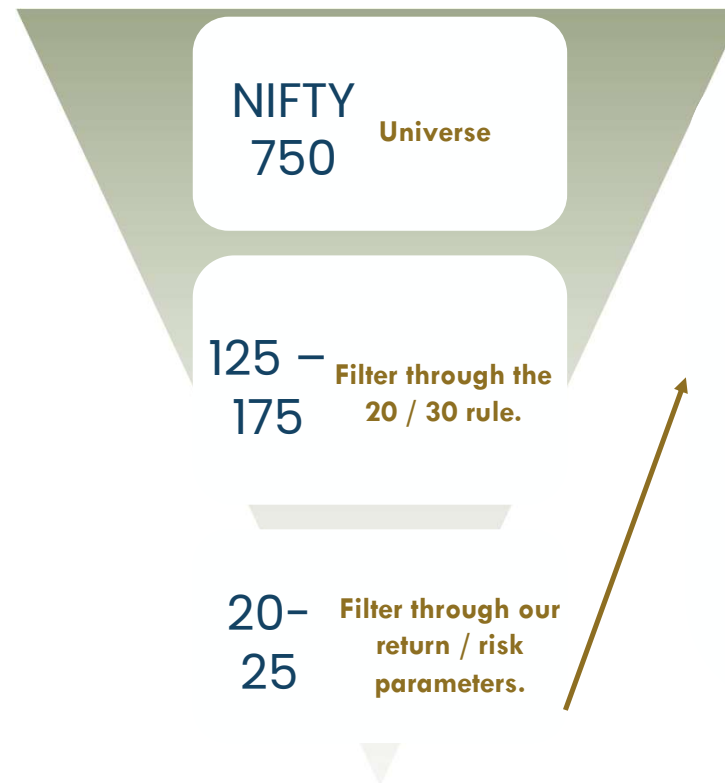 NIFTY
750
Universe
125 –
175
Filter through the
20 / 30 rule.
20-
25
Filter through our
return / risk
parameters.